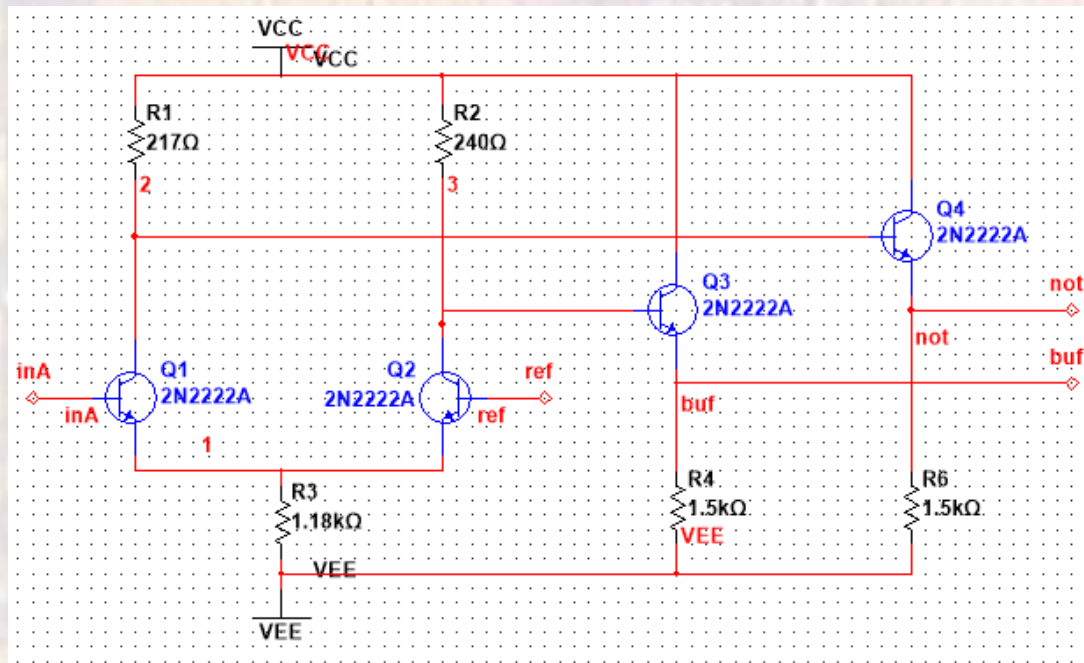 VCC
VCC
VCC
R1
217Ω
R2
240Ω
2
3
Q4
2N2222A
Q3
2N2222A
not
not
buf
buf
inA
inA
Q1
2N2222A
Q2
2N2222A
ref
ref
1
R3
1.18kΩ
R4
1.5kΩ
VEE
R6
1.5kΩ
VEE
VEE